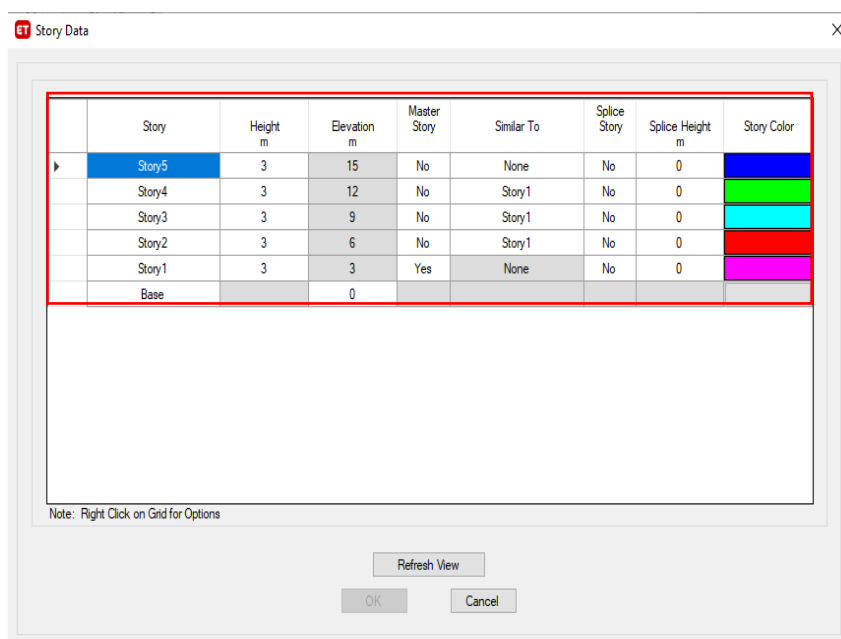 ET Story Data
Story Height m Elevation m Master Story Similar To Splice Story Splice Height m Story Color
Story5 3 15 No None No 0
Story4 3 12 No Story1 No 0
Story3 3 9 No Story1 No 0
Story2 3 6 No Story1 No 0
Story1 3 3 Yes None No 0
Base 0
Note: Right Click on Grid for Options
Refresh View
OK Cancel